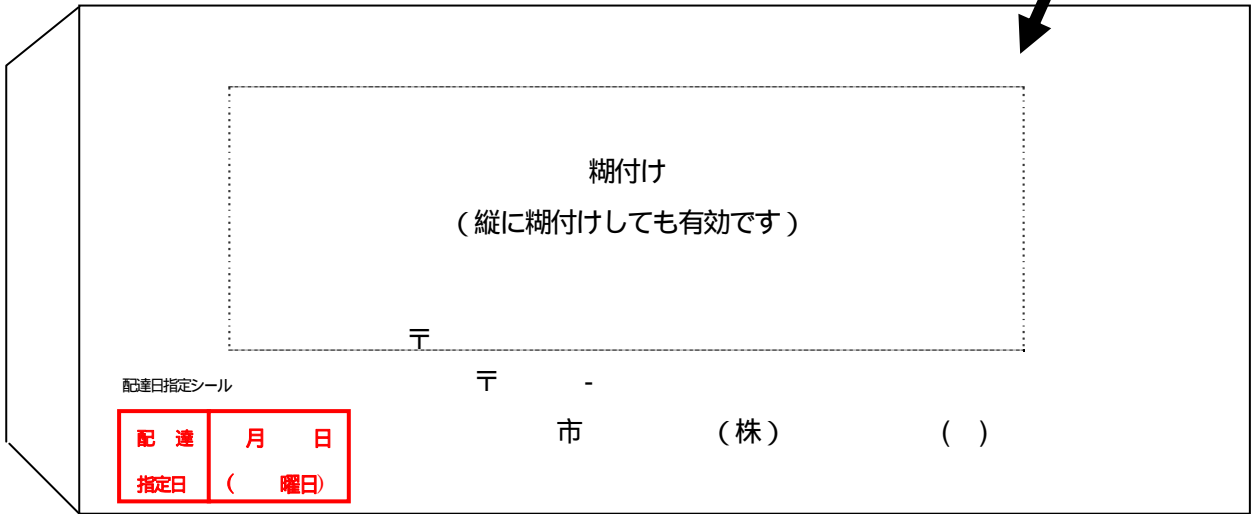 糊付け
（縦に糊付けしても有効です）
〒
配達日指定シール
〒 -
市 （株） ( )
配 達 月 日
指定日 ( 曜日)